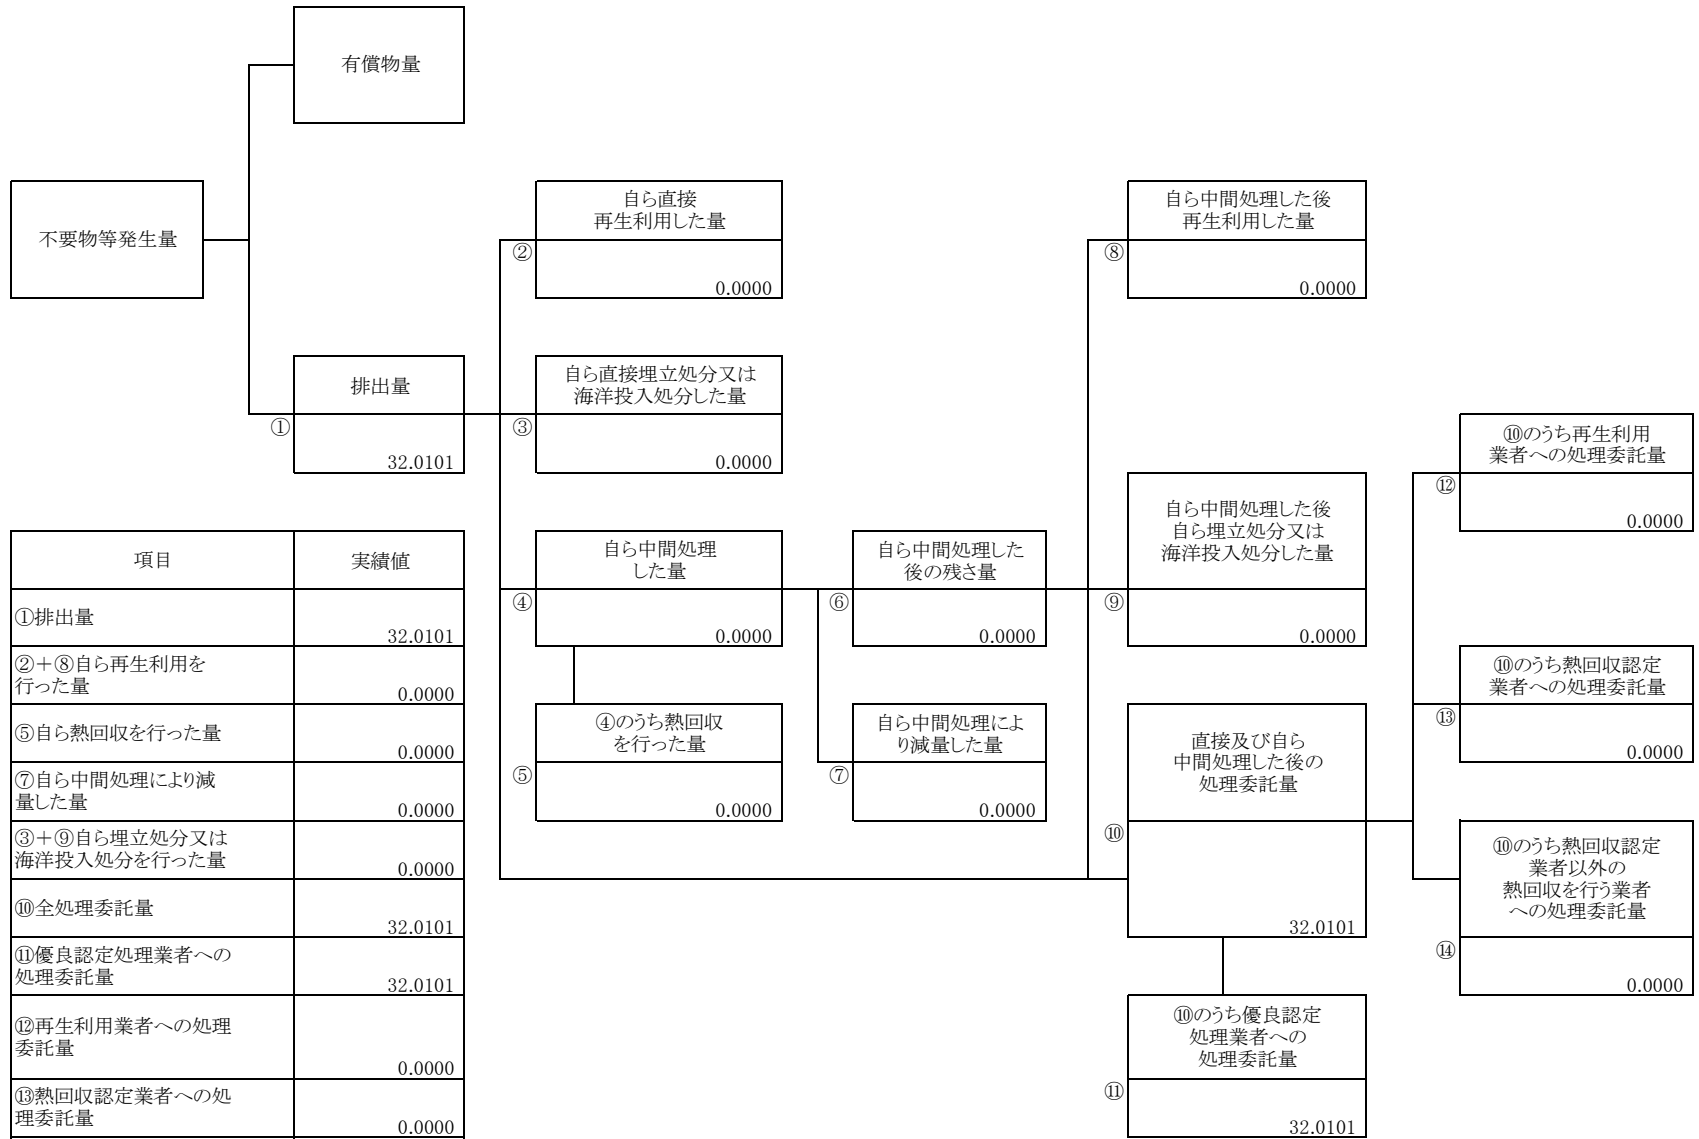 有償物量
不要物等発生量
自ら直接
再生利用した量
②
0.0000
自ら中間処理した後
再生利用した量
⑧
0.0000
排出量
①
32.0101
自ら直接埋立処分又は
海洋投入処分した量
③
0.0000
⑩のうち再生利用
業者への処理委託量
⑫
0.0000
自ら中間処理
した量
④
0.0000
自ら中間処理した
後の残さ量
⑥
0.0000
自ら中間処理した後
自ら埋立処分又は
海洋投入処分した量
⑨
0.0000
⑩のうち熱回収認定
業者への処理委託量
⑬
0.0000
④のうち熱回収
を行った量
⑤
0.0000
自ら中間処理によ
り減量した量
⑦
0.0000
直接及び自ら
中間処理した後の
処理委託量
⑩
32.0101
⑩のうち熱回収認定
業者以外の
熱回収を行う業者
への処理委託量
⑭
0.0000
⑩のうち優良認定
処理業者への
処理委託量
⑪
32.0101
項目 実績値
①排出量
32.0101
②＋⑧自ら再生利用を
行った量
0.0000
⑤自ら熱回収を行った量
0.0000
⑦自ら中間処理により減
量した量
0.0000
③＋⑨自ら埋立処分又は
海洋投入処分を行った量
0.0000
⑩全処理委託量
32.0101
⑪優良認定処理業者への
処理委託量
32.0101
⑫再生利用業者への処理
委託量
0.0000
⑬熱回収認定業者への処
理委託量
0.0000